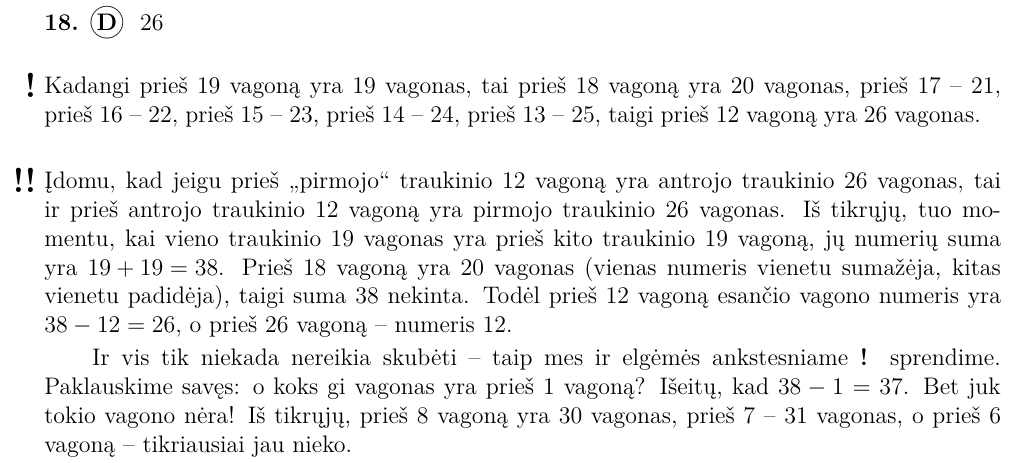 18. D 26
! Kadangi prieš 19 vagoną yra 19 vagonas, tai prieš 18 vagoną yra 20 vagonas, prieš 17 – 21,
prieš 16 – 22, prieš 15 – 23, prieš 14 – 24, prieš 13 – 25, taigi prieš 12 vagoną yra 26 vagonas.
!! Įdomu, kad jeigu prieš „pirmojo“ traukinio 12 vagoną yra antrojo traukinio 26 vagonas, tai
ir prieš antrojo traukinio 12 vagoną yra pirmojo traukinio 26 vagonas. Iš tikrųjų, tuo mo-
mentu, kai vieno traukinio 19 vagonas yra prieš kito traukinio 19 vagoną, jų numerių suma
yra 19 + 19 = 38. Prieš 18 vagoną yra 20 vagonas (vienas numeris vienetu sumažėja, kitas
vienetu padidėja), taigi suma 38 nekinta. Todėl prieš 12 vagoną esančio vagono numeris yra
38 − 12 = 26, o prieš 26 vagoną – numeris 12.
Ir vis tik niekada nereikia skubėti – taip mes ir elgėmės ankstesniame ! sprendime.
Paklauskime savęs: o koks gi vagonas yra prieš 1 vagoną? Išeitų, kad 38 − 1 = 37. Bet juk
tokio vagono nėra! Iš tikrųjų, prieš 8 vagoną yra 30 vagonas, prieš 7 – 31 vagonas, o prieš 6
vagoną – tikriausiai jau nieko.